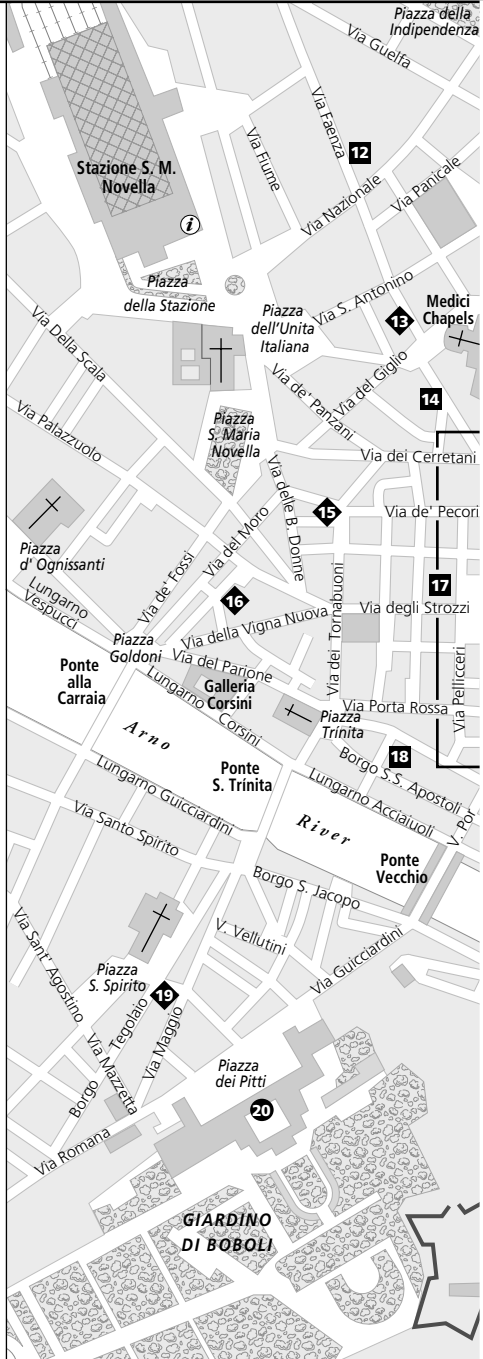 Piazza della
Indipendenza
Via Guelfa
Via Faenza
12
Stazione S. M.
Novella
Via Fiume
Via Panicale
Via Nazionale
i
Piazza
della Stazione
Via S. Antonino
Medici
Chapels
Piazza
dell'Unita
Italiana
13
Via Della Scala
Via del Giglio
Via de' Panzani
14
Via Palazzuolo
Piazza
S. Maria
Novella
Via dei Cerretani
Via delle B. Donne
15
Via de' Pecori
Via del Moro
Piazza
d' Ognissanti
Via de' Fossi
17
Lungarno
Vespucci
16
Via dei Tornabuoni
Via degli Strozzi
Via della Vigna Nuova
Piazza
Goldoni
Via del Parione
Via Pellicceri
Ponte
alla
Carraia
Galleria
Corsini
Lungarno
Corsini
Via Porta Rossa
Piazza
Trínita
Arno
18
Borgo S.S. Apostoli
Ponte
S. Trínita
Lungarno Acciaiuoli
Lungarno Guicciardini
V. Por
River
Via Santo Spirito
Ponte
Vecchio
Borgo S. Jacopo
V. Vellutini
Via Guicciardini
Via Sant' Agostino
Piazza
S. Spirito
19
Borgo Tegolaio
Via Maggio
Via Mazzetta
Piazza
dei Pitti
20
Via Romana
GIARDINO
DI BOBOLI